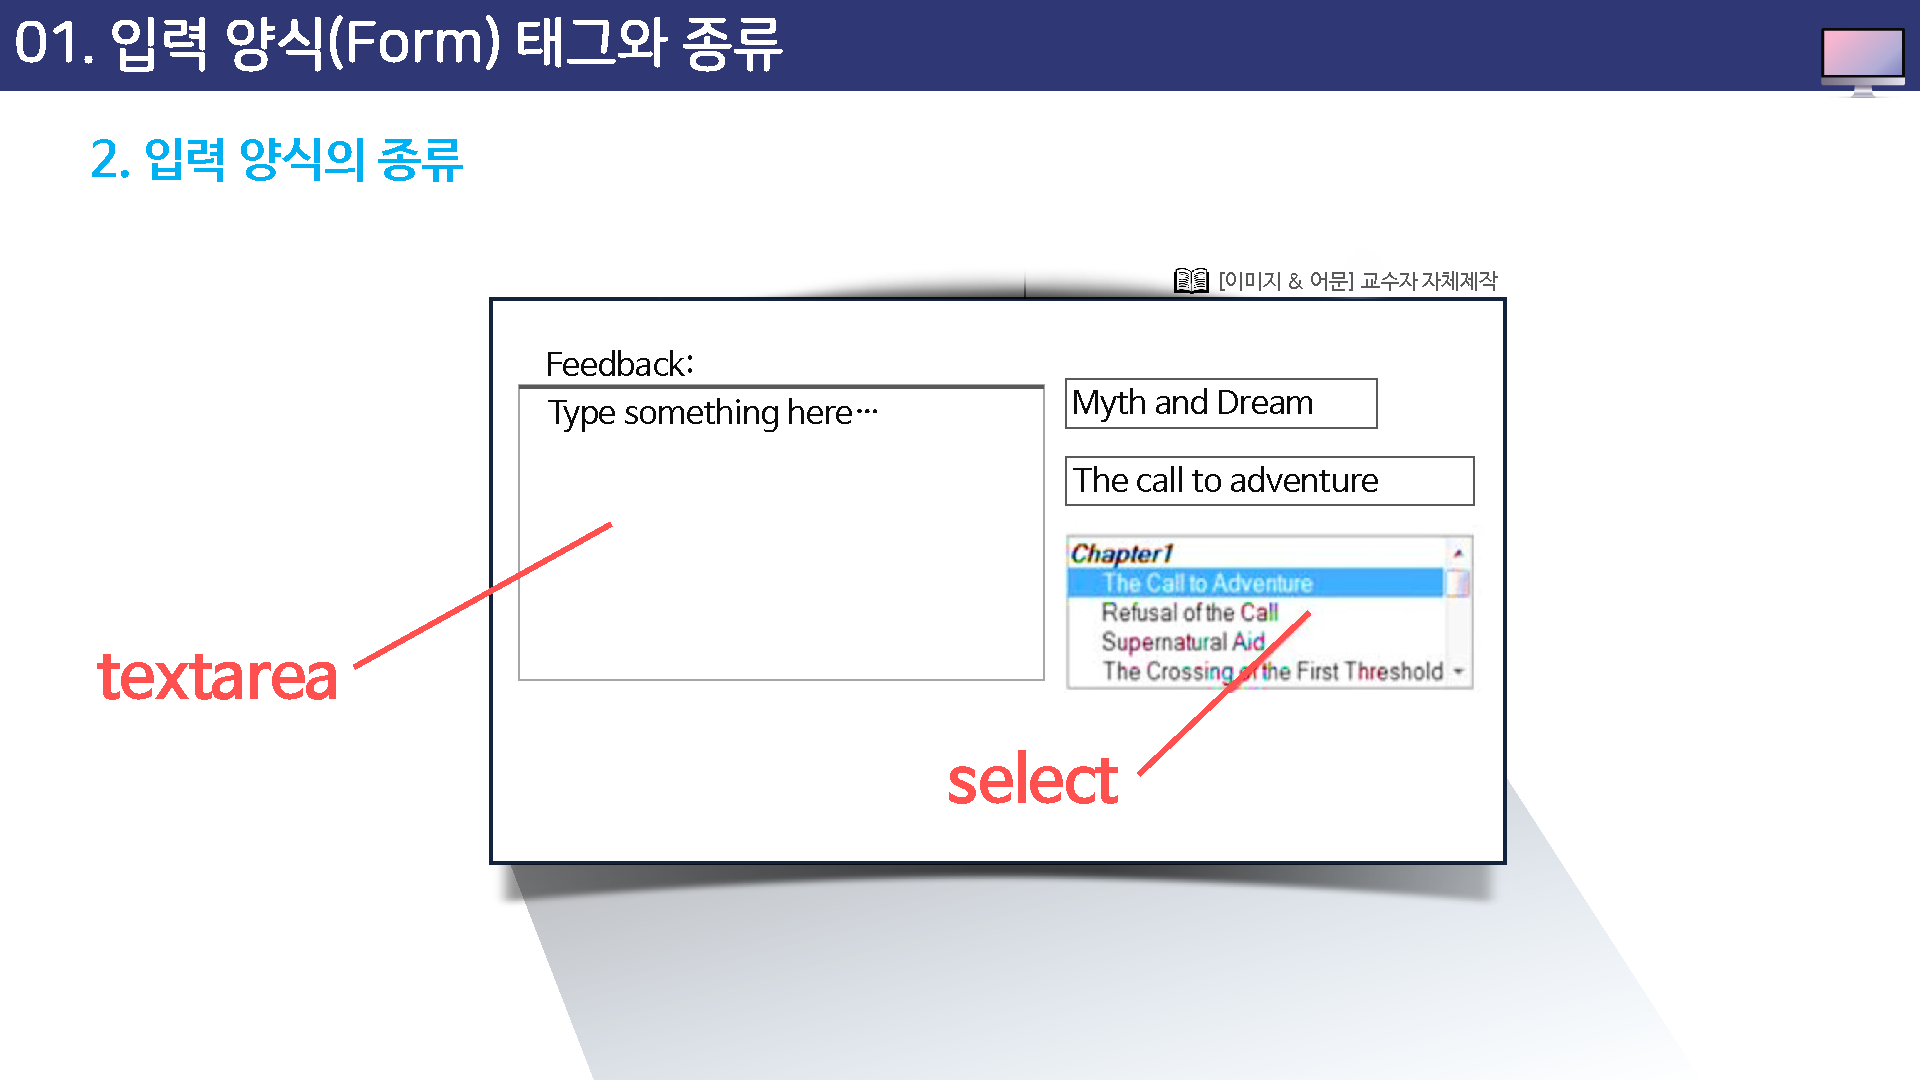 01. 입력 양식(Form) 태그와 종류
2. 입력 양식의 종류
[이미지 & 어문] 교수자 자체제작
Feedback:
Type something here…
Myth and Dream
The call to adventure
Chapter1
The Call to Adventure
Refusal of the Call
Supernatural Aid
The Crossing of the First Threshold
textarea
select